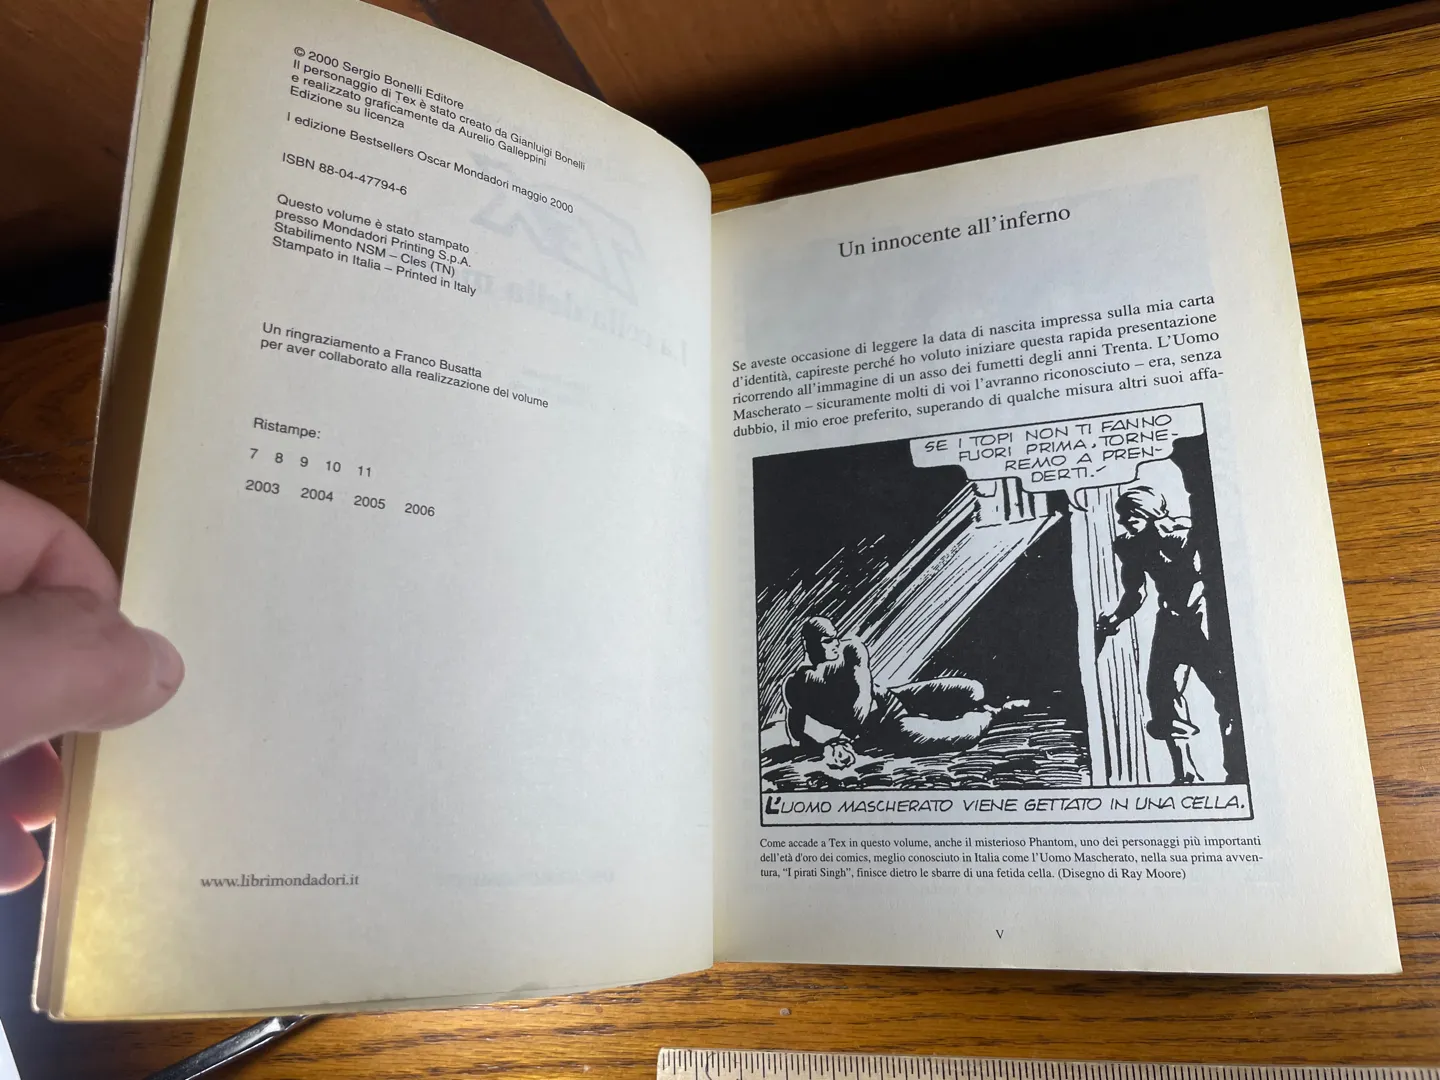 © 2000 Sergio Bonelli Editore
Il personaggio di Tex è stato creato da Gianluigi Bonelli
e realizzato graficamente da Aurelio Galleppini
Edizione su licenza
I edizione Bestsellers Oscar Mondadori maggio 2000
ISBN 88-04-47794-6
Questo volume è stato stampato
presso Mondadori Printing S.p.A.
Stabilimento NSM – Cles (TN)
Stampato in Italia – Printed in Italy
Un ringraziamento a Franco Busatta
per aver collaborato alla realizzazione del volume
Ristampe:
7 8 9 10 11
2003 2004 2005 2006
www.librimondadori.it
Un innocente all'inferno
Se aveste occasione di leggere la data di nascita impressa sulla mia carta
d'identità, capireste perché ho voluto iniziare questa rapida presentazione
ricorrendo all'immagine di un asso dei fumetti degli anni Trenta. L'Uomo
Mascherato – sicuramente molti di voi l'avranno riconosciuto – era, senza
dubbio, il mio eroe preferito, superando di qualche misura altri suoi affa-
SE I TOPI NON TI FANNO
FUORI PRIMA, TORNE-
REMO A PREN-
DERTI.!
L'UOMO MASCHERATO VIENE GETTATO IN UNA CELLA.
Come accade a Tex in questo volume, anche il misterioso Phantom, uno dei personaggi più importanti
dell'età d'oro dei comics, meglio conosciuto in Italia come l'Uomo Mascherato, nella sua prima avven-
tura, "I pirati Singh", finisce dietro le sbarre di una fetida cella. (Disegno di Ray Moore)
V